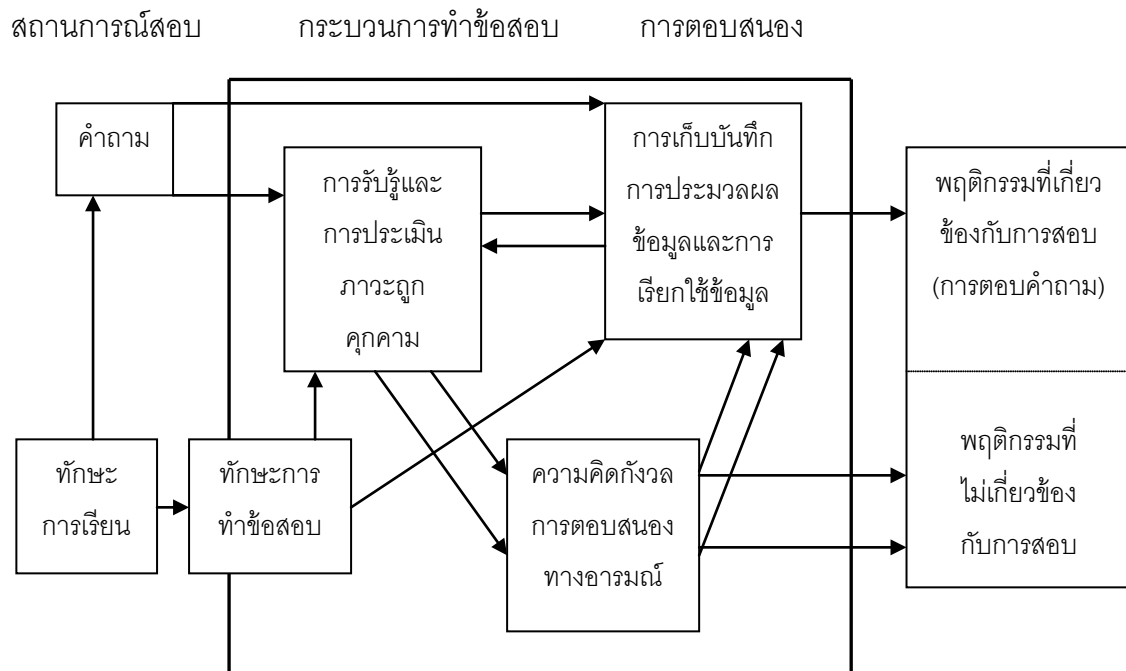 สถานการณ์สอบ กระบวนการทำข้อสอบ การตอบสนอง
คำถาม
การรับรู้และ
การประเมิน
ภาวะถูก
คุกคาม
การเก็บบันทึก
การประมวลผล
ข้อมูลและการ
เรียกใช้ข้อมูล
พฤติกรรมที่เกี่ยว
ข้องกับการสอบ
(การตอบคำถาม)
ทักษะ
การเรียน
ทักษะการ
ทำข้อสอบ
ความคิดกังวล
การตอบสนอง
ทางอารมณ์
พฤติกรรมที่
ไม่เกี่ยวข้อง
กับการสอบ